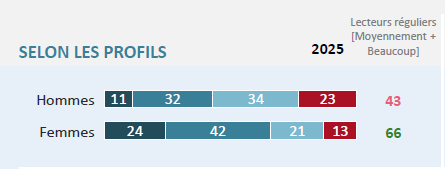 Lecteurs réguliers
[Moyennement +
Beaucoup]
SELON LES PROFILS 2025
Hommes 11 32 34 23 43
Femmes 24 42 21 13 66